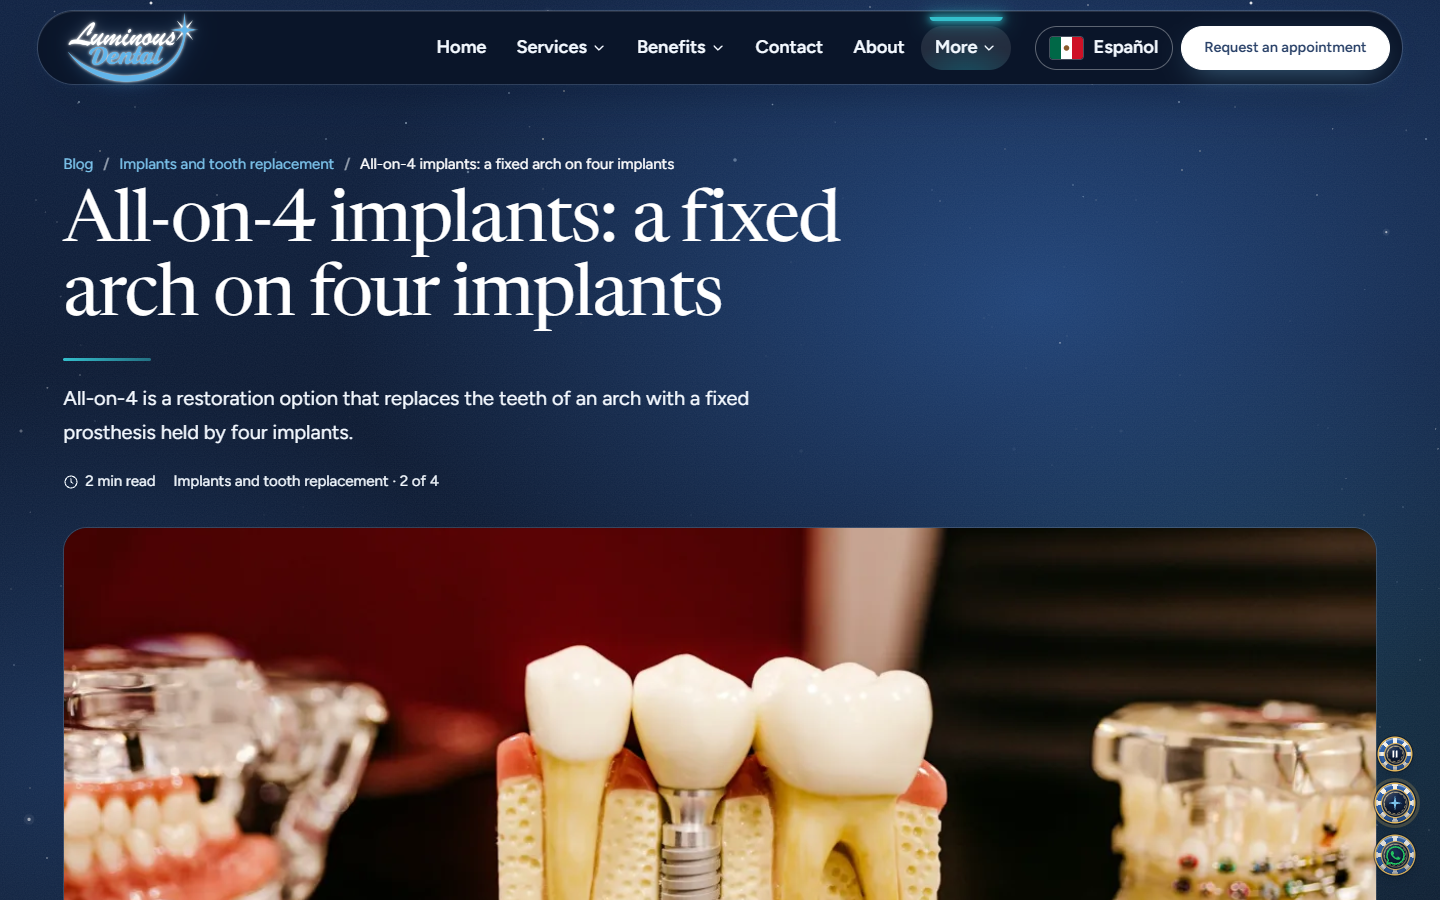 Luminous
Dental
Home
Services
Benefits
Contact
About
More
Español
Request an appointment
Blog / Implants and tooth replacement / All-on-4 implants: a fixed arch on four implants
All-on-4 implants: a fixed
arch on four implants
All-on-4 is a restoration option that replaces the teeth of an arch with a fixed
prosthesis held by four implants.
2 min read
Implants and tooth replacement · 2 of 4